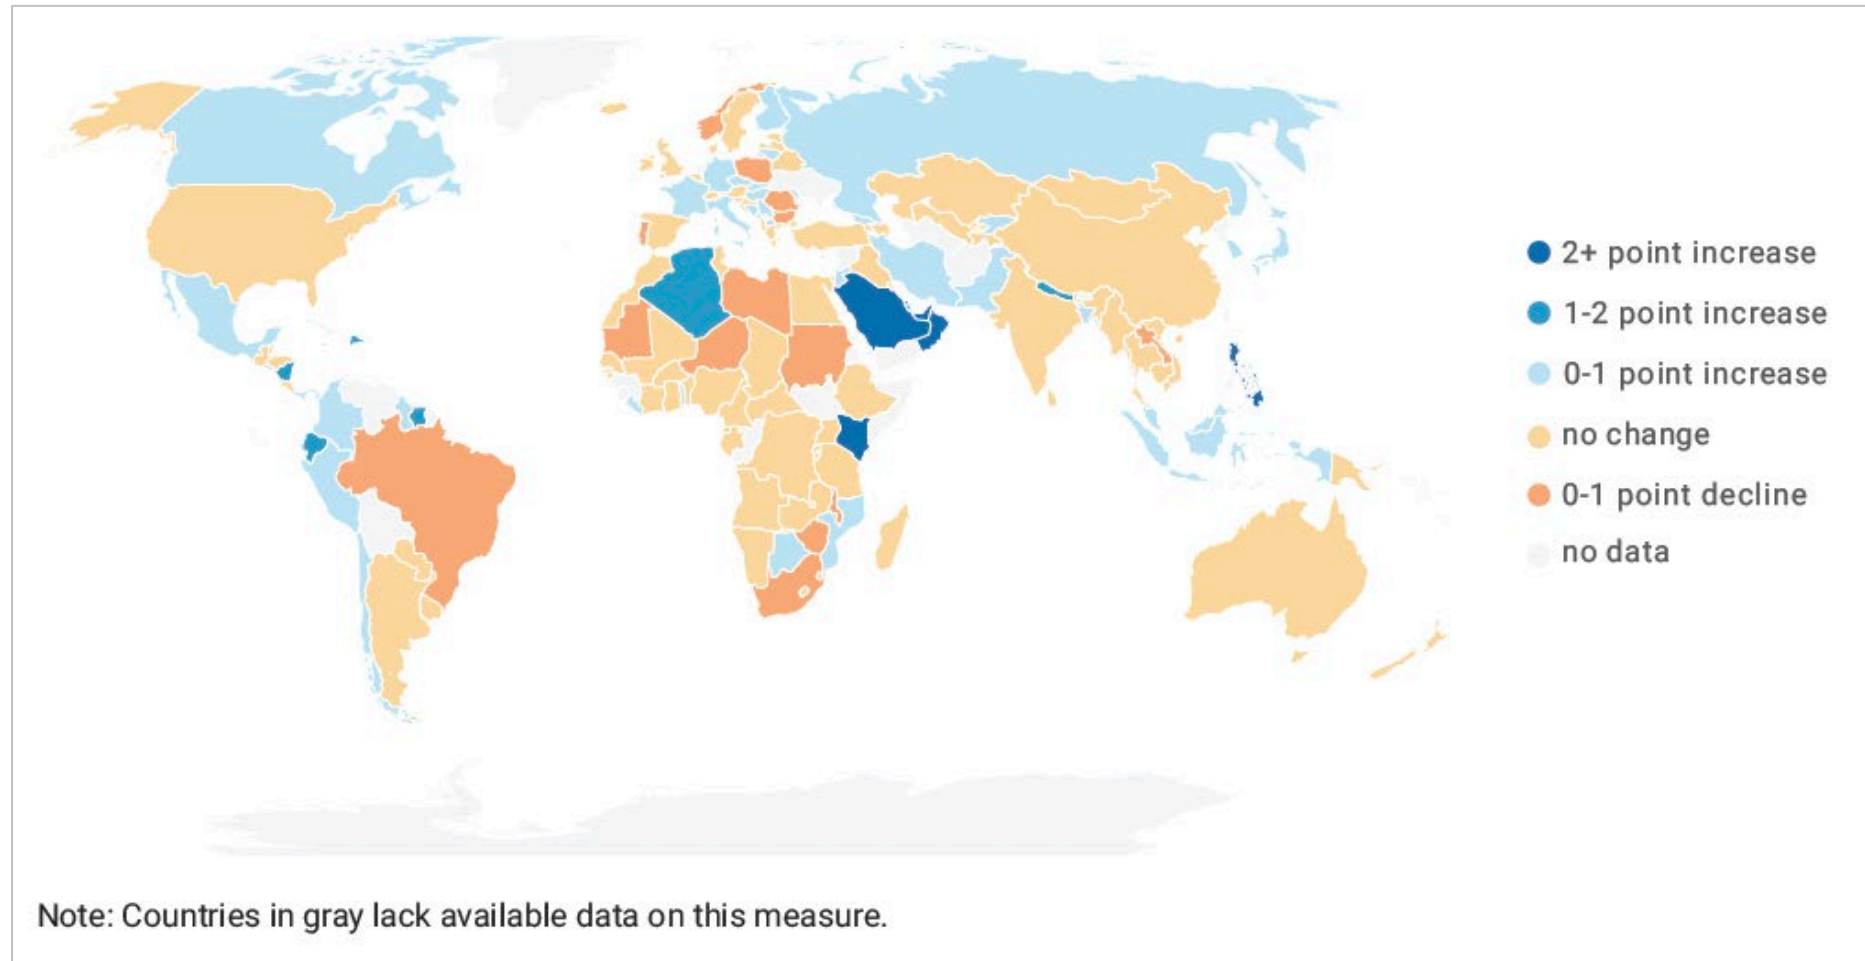 2+ point increase
1-2 point increase
0-1 point increase
no change
0-1 point decline
no data
Note: Countries in gray lack available data on this measure.